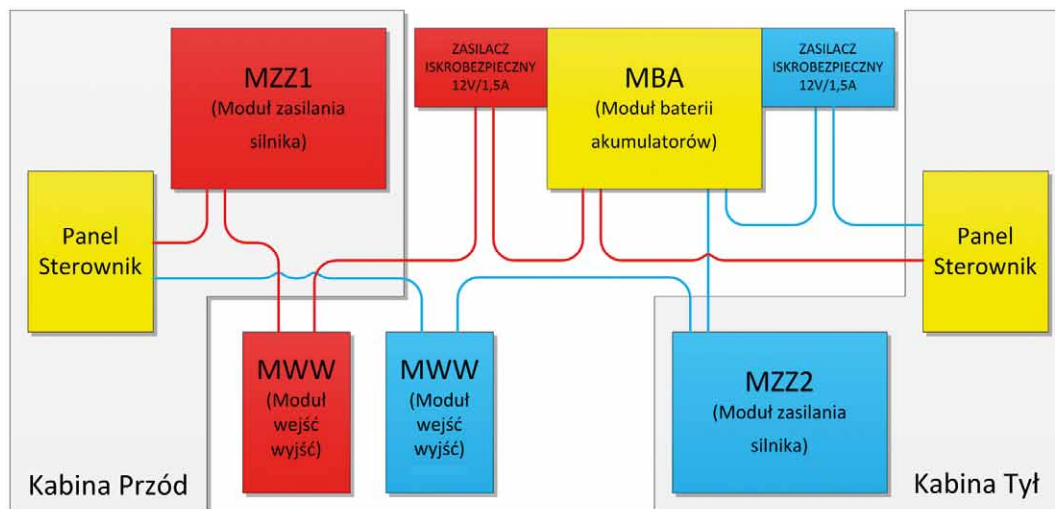 MZZ1
(Moduł zasilania
silnika)
ZASILACZ
ISKROBEZPIECZNY
12V/1,5A
MBA
(Moduł baterii
akumulatorów)
ZASILACZ
ISKROBEZPIECZNY
12V/1,5A
Panel
Sterownik
Panel
Sterownik
MWW
(Moduł
wejść
wyjść)
MWW
(Moduł
wejść
wyjść)
MZZ2
(Moduł zasilania
silnika)
Kabina Przód
Kabina Tył